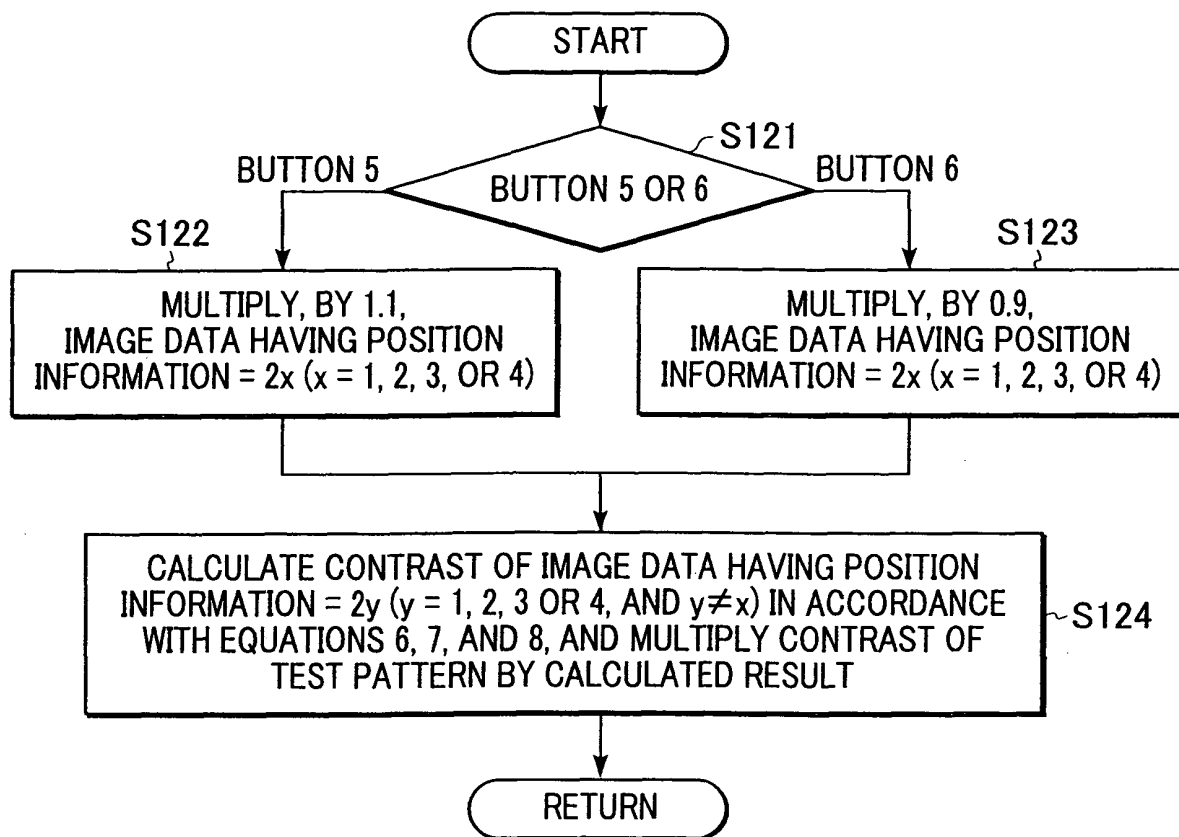 START
S121
BUTTON 5
BUTTON 5 OR 6
BUTTON 6
S122
MULTIPLY, BY 1.1,
IMAGE DATA HAVING POSITION
INFORMATION = 2x (x = 1, 2, 3, OR 4)
S123
MULTIPLY, BY 0.9,
IMAGE DATA HAVING POSITION
INFORMATION = 2x (x = 1, 2, 3, OR 4)
CALCULATE CONTRAST OF IMAGE DATA HAVING POSITION
INFORMATION = 2y (y = 1, 2, 3 OR 4, AND y≠x) IN ACCORDANCE
WITH EQUATIONS 6, 7, AND 8, AND MULTIPLY CONTRAST OF
TEST PATTERN BY CALCULATED RESULT
S124
RETURN